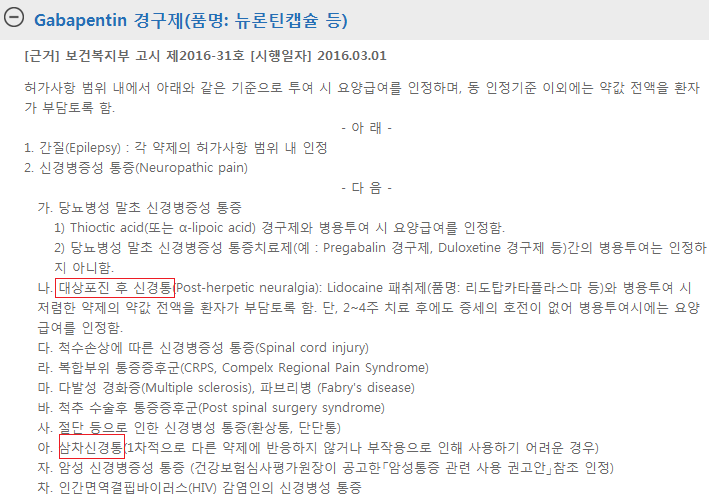 Gabapentin 경구제(품명: 뉴론틴캡슐 등)
[근거] 보건복지부 고시 제2016-31호 [시행일자] 2016.03.01
허가사항 범위 내에서 아래와 같은 기준으로 투여 시 요양급여를 인정하며, 동 인정기준 이외에는 약값 전액을 환자
가 부담토록 함.
- 아 래 -
1. 간질(Epilepsy) : 각 약제의 허가사항 범위 내 인정
2. 신경병증성 통증(Neuropathic pain)
- 다 음 -
가. 당뇨병성 말초 신경병증성 통증
1) Thioctic acid(또는 α-lipoic acid) 경구제와 병용투여 시 요양급여를 인정함.
2) 당뇨병성 말초 신경병증성 통증치료제(예 : Pregabalin 경구제, Duloxetine 경구제 등)간의 병용투여는 인정하
지 아니함.
나. 대상포진 후 신경통(Post-herpetic neuralgia): Lidocaine 패취제(품명: 리도탑카타플라스마 등)와 병용투여 시
저렴한 약제의 약값 전액을 환자가 부담토록 함. 단, 2~4주 치료 후에도 증세의 호전이 없어 병용투여시에는 요양
급여를 인정함.
다. 척수손상에 따른 신경병증성 통증(Spinal cord injury)
라. 복합부위 통증증후군(CRPS, Compelx Regional Pain Syndrome)
마. 다발성 경화증(Multiple sclerosis), 파브리병 (Fabry's disease)
바. 척추 수술후 통증증후군(Post spinal surgery syndrome)
사. 절단 등으로 인한 신경병성 통증(환상통, 단단통)
아. 삼차신경통(1차적으로 다른 약제에 반응하지 않거나 부작용으로 인해 사용하기 어려운 경우)
자. 암성 신경병증성 통증 (건강보험심사평가원장이 공고한「암성통증 관련 사용 권고안」참조 인정)
차. 인간면역결핍바이러스(HIV) 감염인의 신경병성 통증